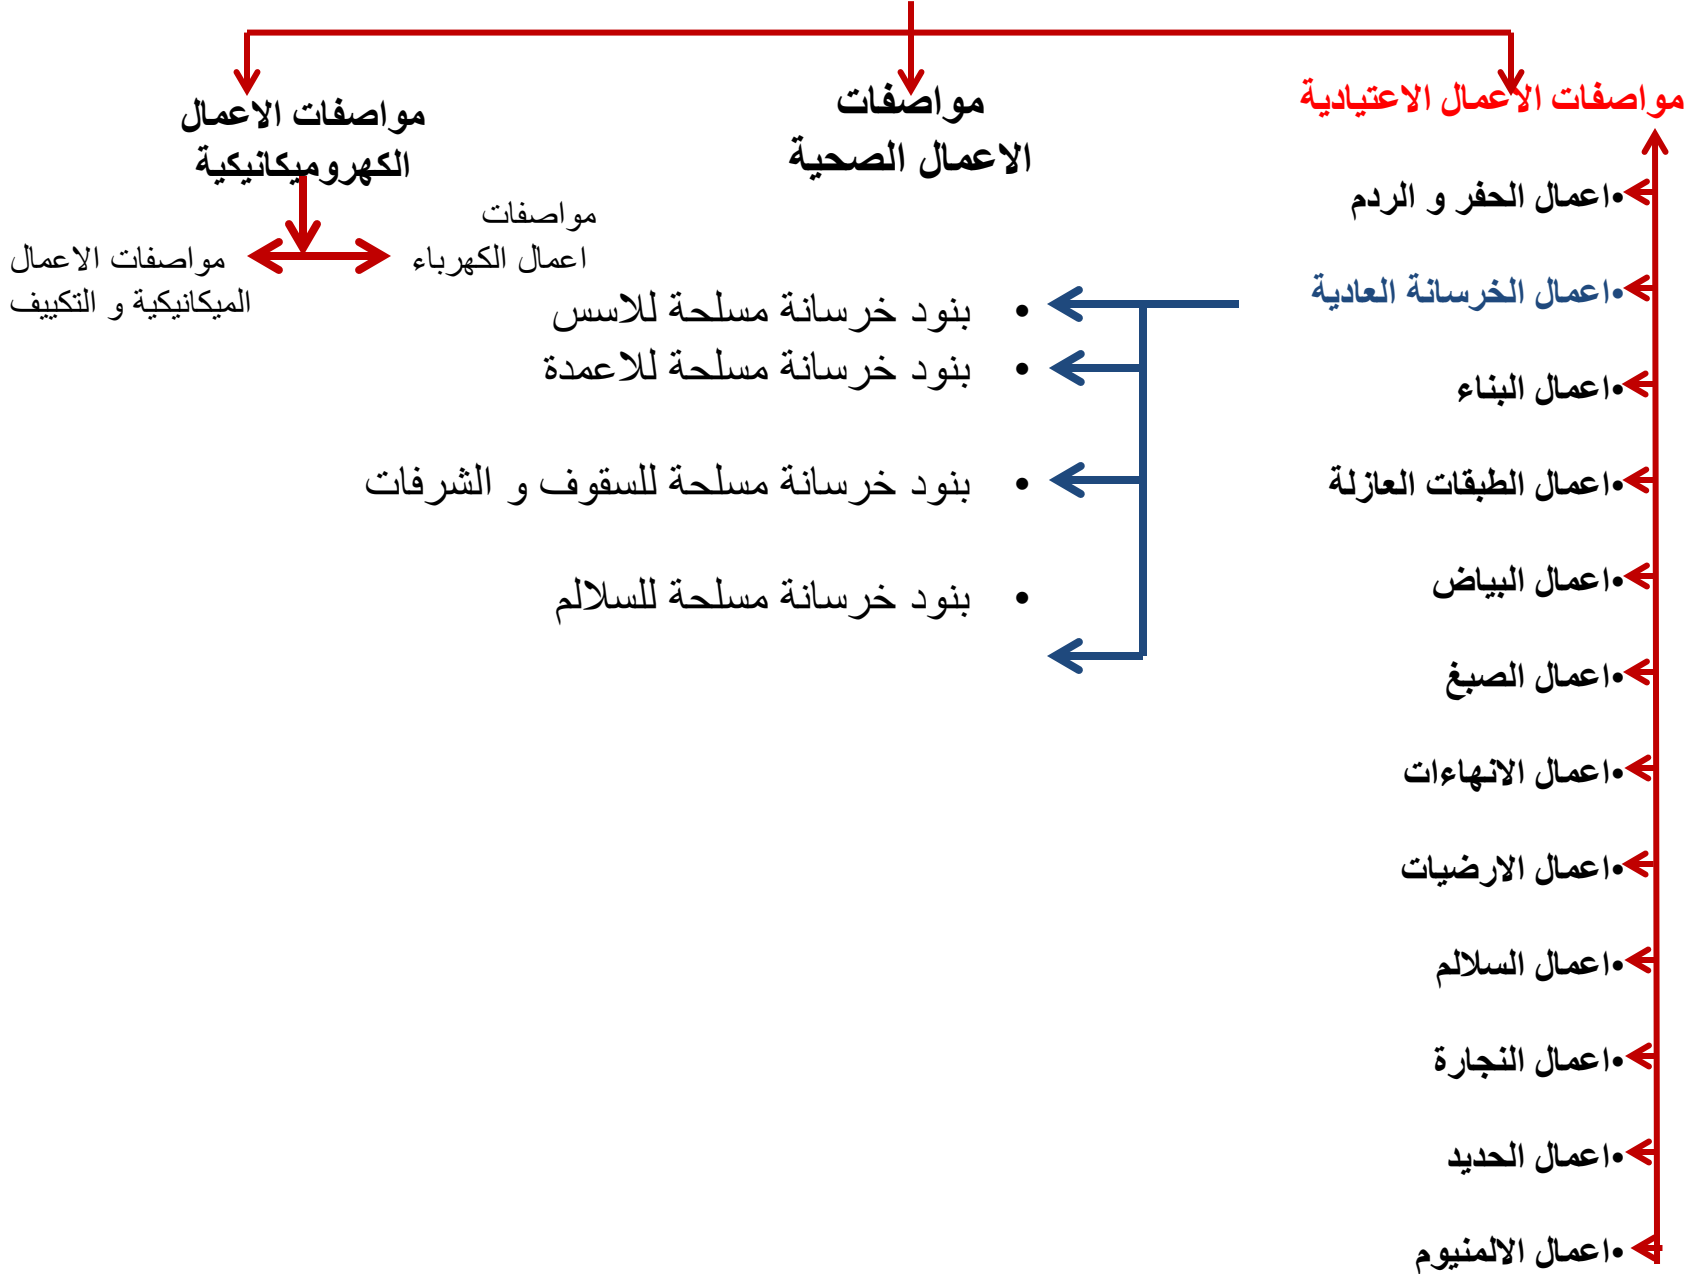 مواصفات الاعمال الاعتيادية
•اعمال الحفر و الردم
•اعمال الخرسانة العادية
•اعمال البناء
•اعمال الطبقات العازلة
•اعمال البياض
•اعمال الصبغ
•اعمال الانهاءات
•اعمال الارضيات
•اعمال السلالم
•اعمال النجارة
•اعمال الحديد
•اعمال الالمنيوم
مواصفات
الاعمال الصحية
• بنود خرسانة مسلحة للاسس
• بنود خرسانة مسلحة للاعمدة
• بنود خرسانة مسلحة للسقوف و الشرفات
• بنود خرسانة مسلحة للسلالم
مواصفات الاعمال
الكهروميكانيكية
مواصفات
اعمال الكهرباء
مواصفات الاعمال
الميكانيكية و التكييف